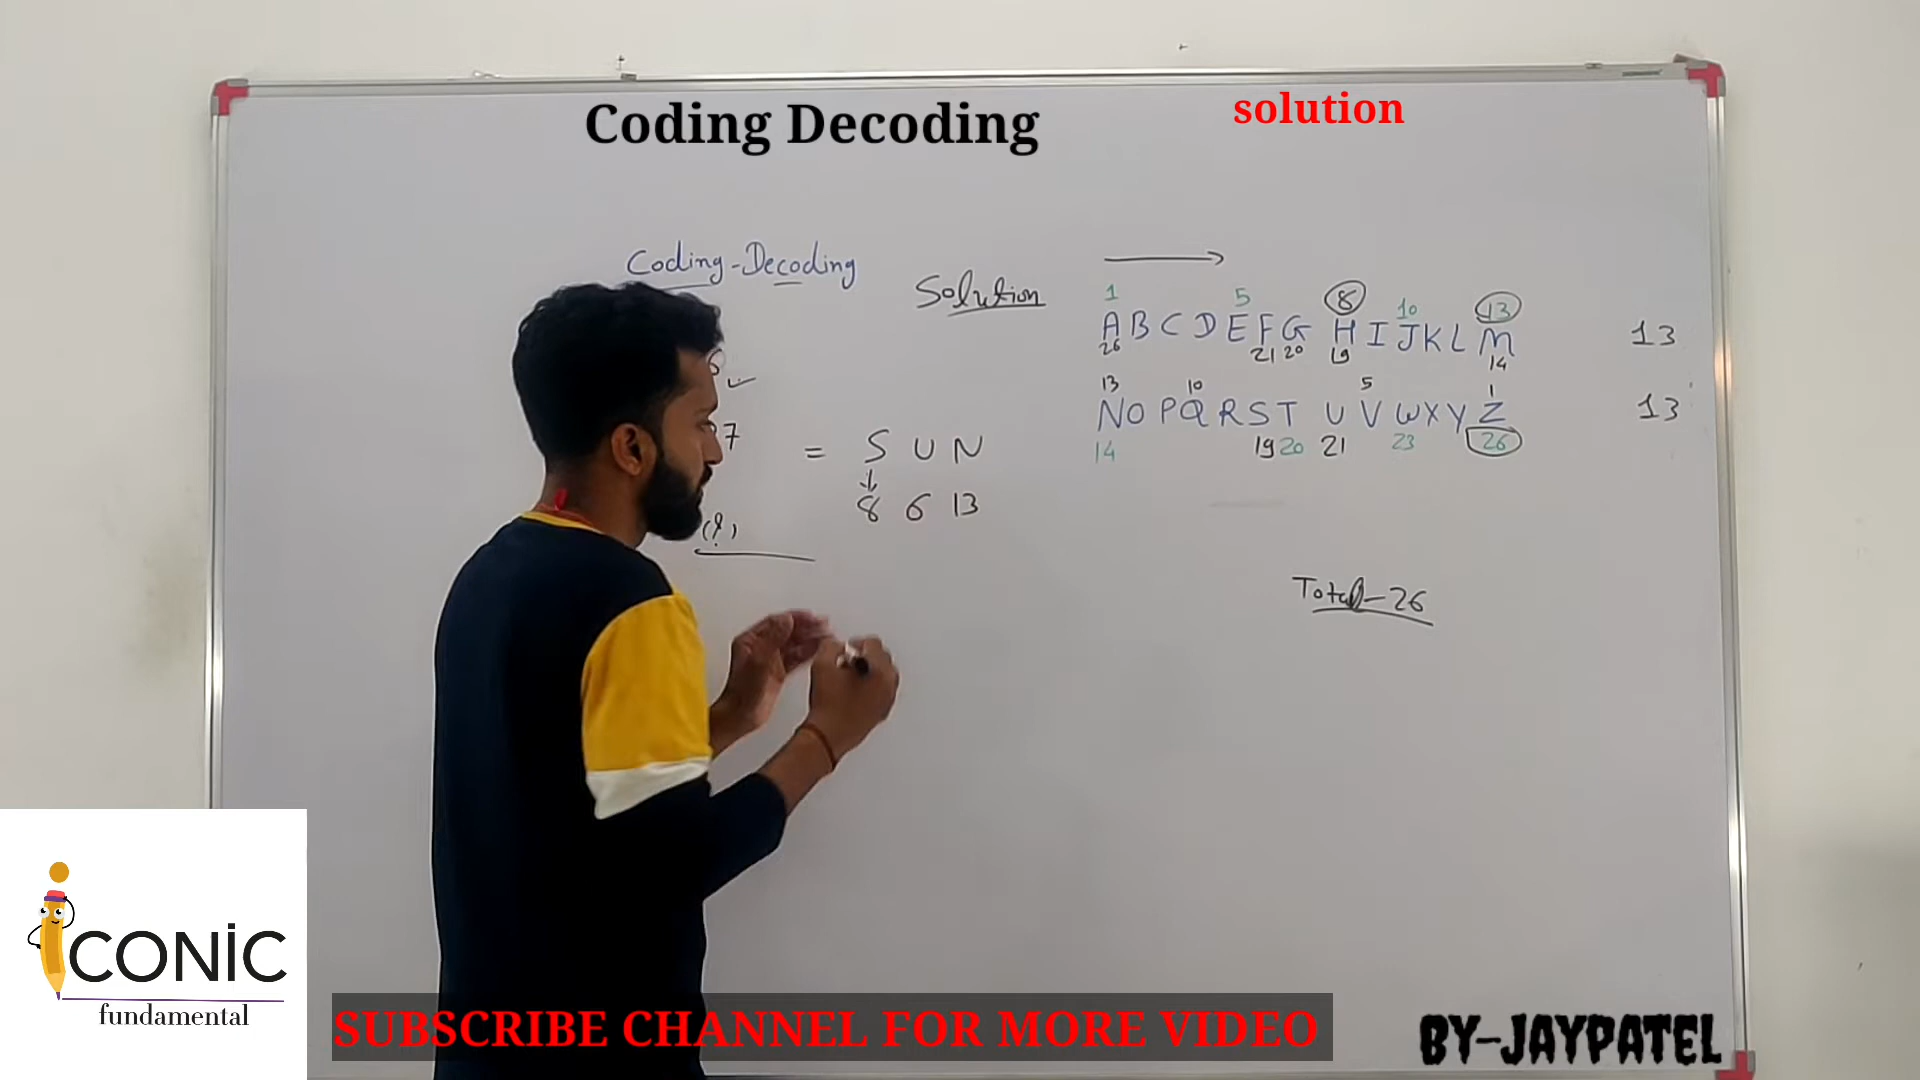 Coding Decoding
solution
Coding-Decoding
Solution
1 5 8 10 13
A B C D E F G H I J K L M 13
26 21 20 19 14
13 10 5 1
N O P Q R S T U V W X Y Z 13
14 19 20 21 23 26
7
= S U N
8 6 13
(?)
Total-26
iCONiC
fundamental
SUBSCRIBE CHANNEL FOR MORE VIDEO
BY-JAYPATEL